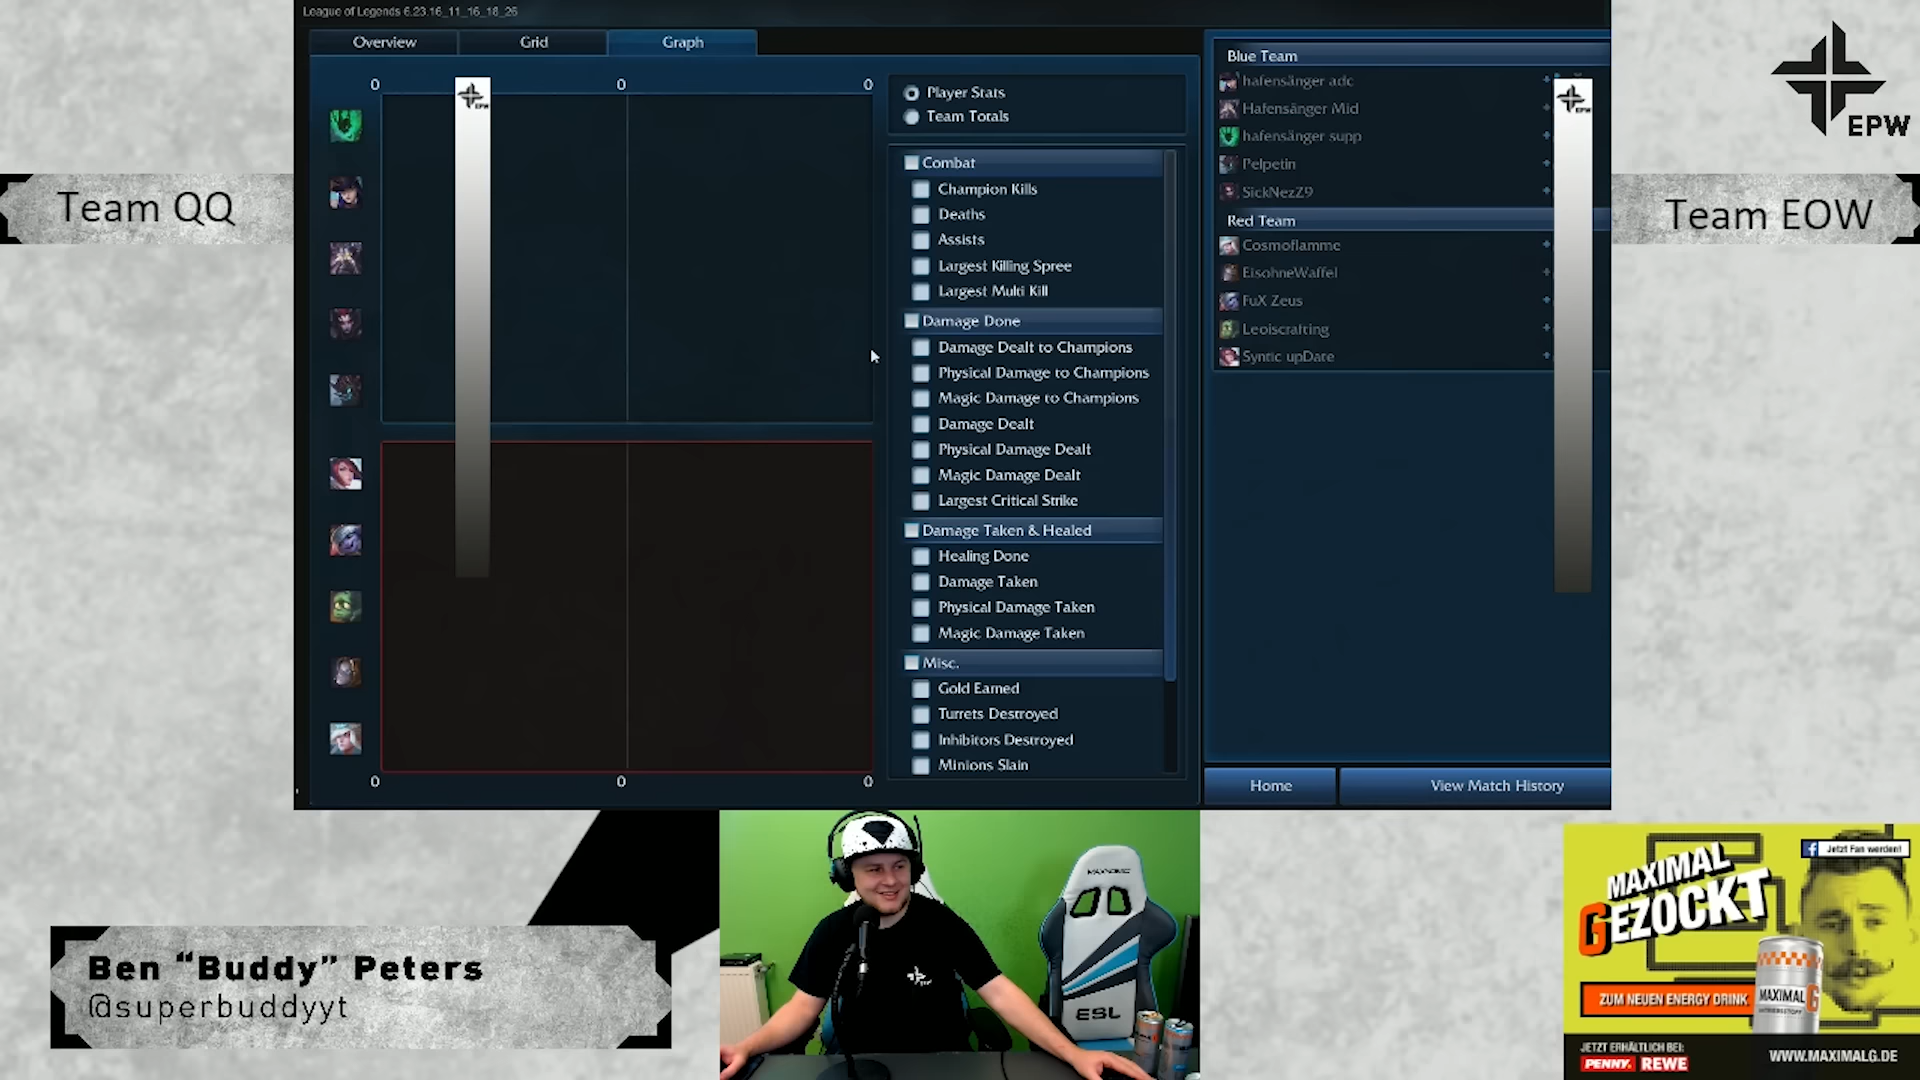 League of Legends 6.23.16_11_16_18_26
Overview
Grid
Graph
0
0
0
EPW
Player Stats
Team Totals
Combat
Champion Kills
Deaths
Assists
Largest Killing Spree
Largest Multi Kill
Damage Done
Damage Dealt to Champions
Physical Damage to Champions
Magic Damage to Champions
Damage Dealt
Physical Damage Dealt
Magic Damage Dealt
Largest Critical Strike
Damage Taken & Healed
Healing Done
Damage Taken
Physical Damage Taken
Magic Damage Taken
Misc.
Gold Earned
Turrets Destroyed
Inhibitors Destroyed
Minions Slain
0
0
0
Blue Team
hafensänger adc
Hafensänger Mid
hafensänger supp
Pelpetin
SickNezZ9
Red Team
Cosmoflamme
EisohneWaffel
FuX Zeus
Leoiscrafting
Syntic upDate
EPW
Home
View Match History
EPW
Team QQ
Team EOW
Ben “Buddy” Peters
@superbuddyyt
MAXNOMIC
ESL
Jetzt Fan werden!
MAXIMAL
GEZOCKT
ZUM NEUEN ENERGY DRINK
MAXIMAL G
JETZT ERHÄLTLICH BEI:
PENNY. REWE
WWW.MAXIMALG.DE